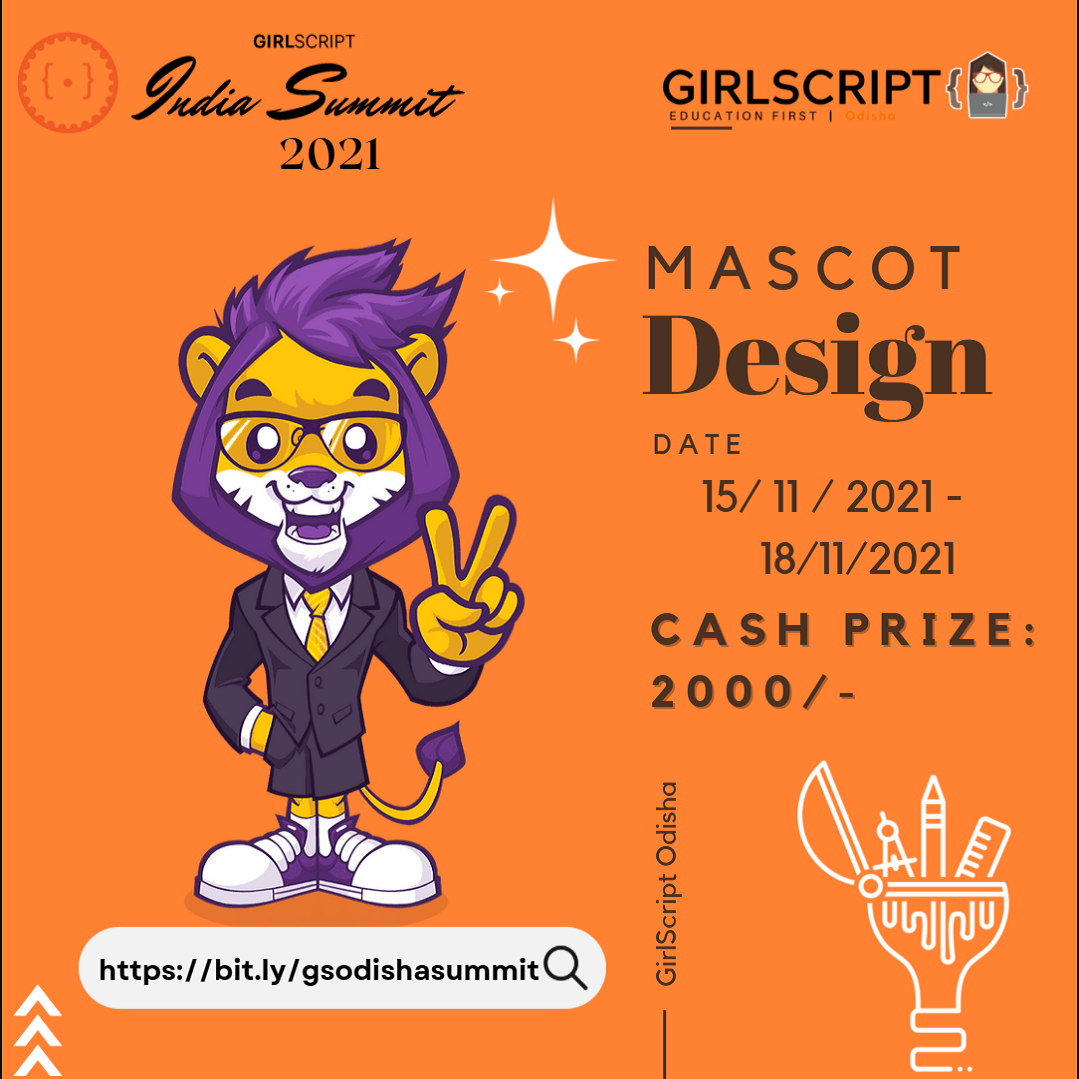 GIRLSCRIPT
India Summit
2021
{·}
GIRLSCRIPT{ }
</>
EDUCATION FIRST | Odisha
MASCOT
Design
DATE
15/ 11 / 2021 -
18/11/2021
CASH PRIZE:
2000/-
GirlScript Odisha
https://bit.ly/gsodishasummit